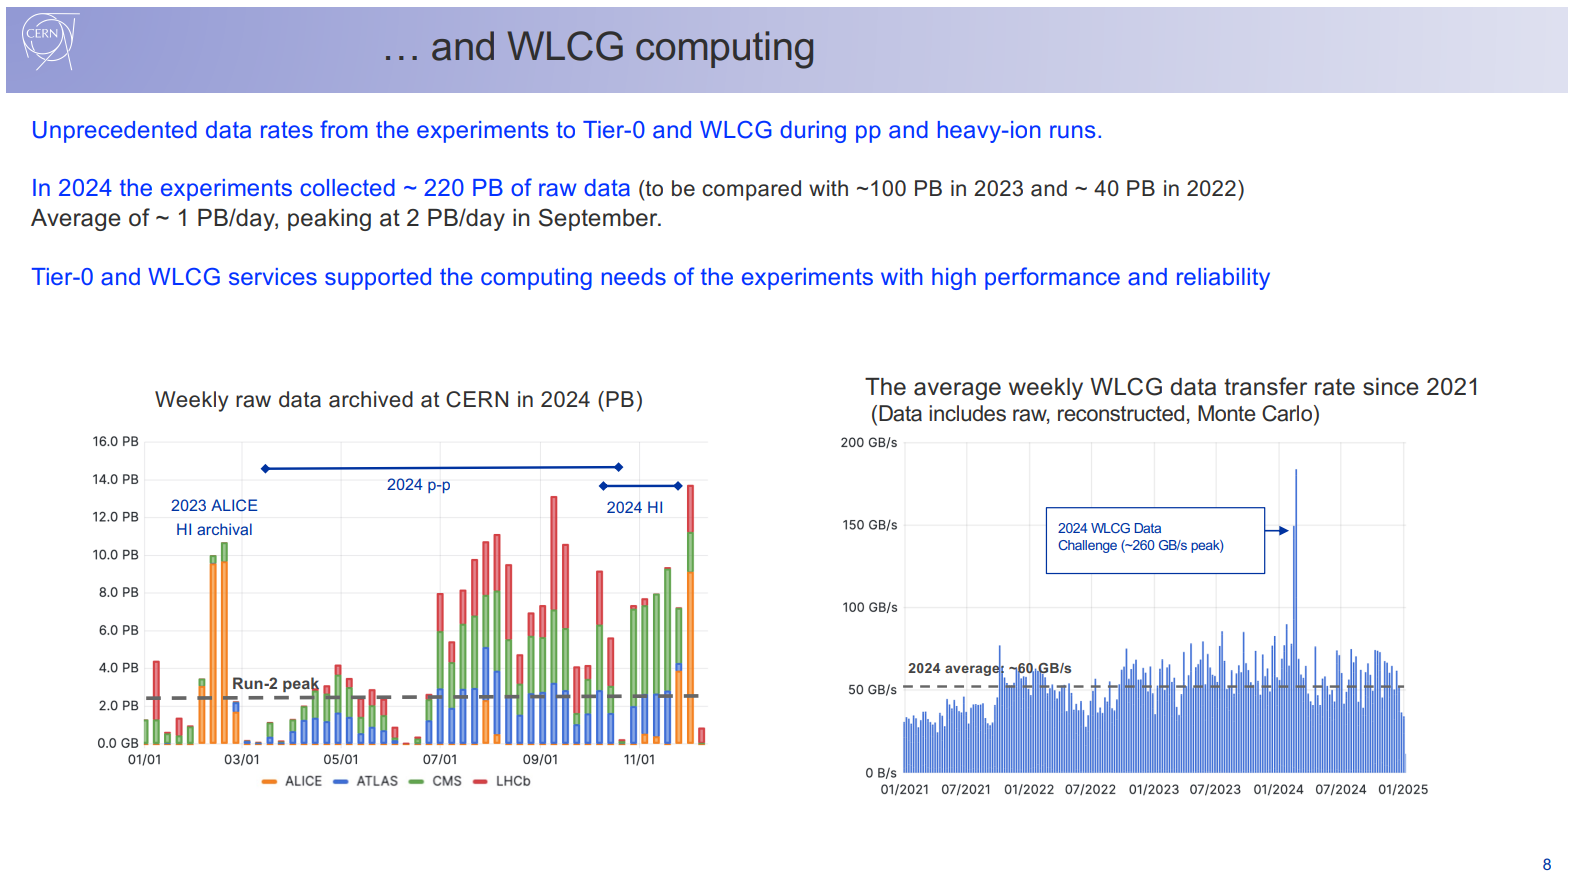 CERN
… and WLCG computing
Unprecedented data rates from the experiments to Tier-0 and WLCG during pp and heavy-ion runs.
In 2024 the experiments collected ~ 220 PB of raw data (to be compared with ~100 PB in 2023 and ~ 40 PB in 2022)
Average of ~ 1 PB/day, peaking at 2 PB/day in September.
Tier-0 and WLCG services supported the computing needs of the experiments with high performance and reliability
Weekly raw data archived at CERN in 2024 (PB)
16.0 PB
14.0 PB
12.0 PB
10.0 PB
8.0 PB
6.0 PB
4.0 PB
2.0 PB
0.0 GB
2024 p-p
2023 ALICE
HI archival
2024 HI
Run-2 peak
01/01 03/01 05/01 07/01 09/01 11/01
ALICE ATLAS CMS LHCb
The average weekly WLCG data transfer rate since 2021
(Data includes raw, reconstructed, Monte Carlo)
200 GB/s
150 GB/s
100 GB/s
50 GB/s
0 B/s
2024 WLCG Data
Challenge (~260 GB/s peak)
2024 average: ~60 GB/s
01/2021 07/2021 01/2022 07/2022 01/2023 07/2023 01/2024 07/2024 01/2025
8